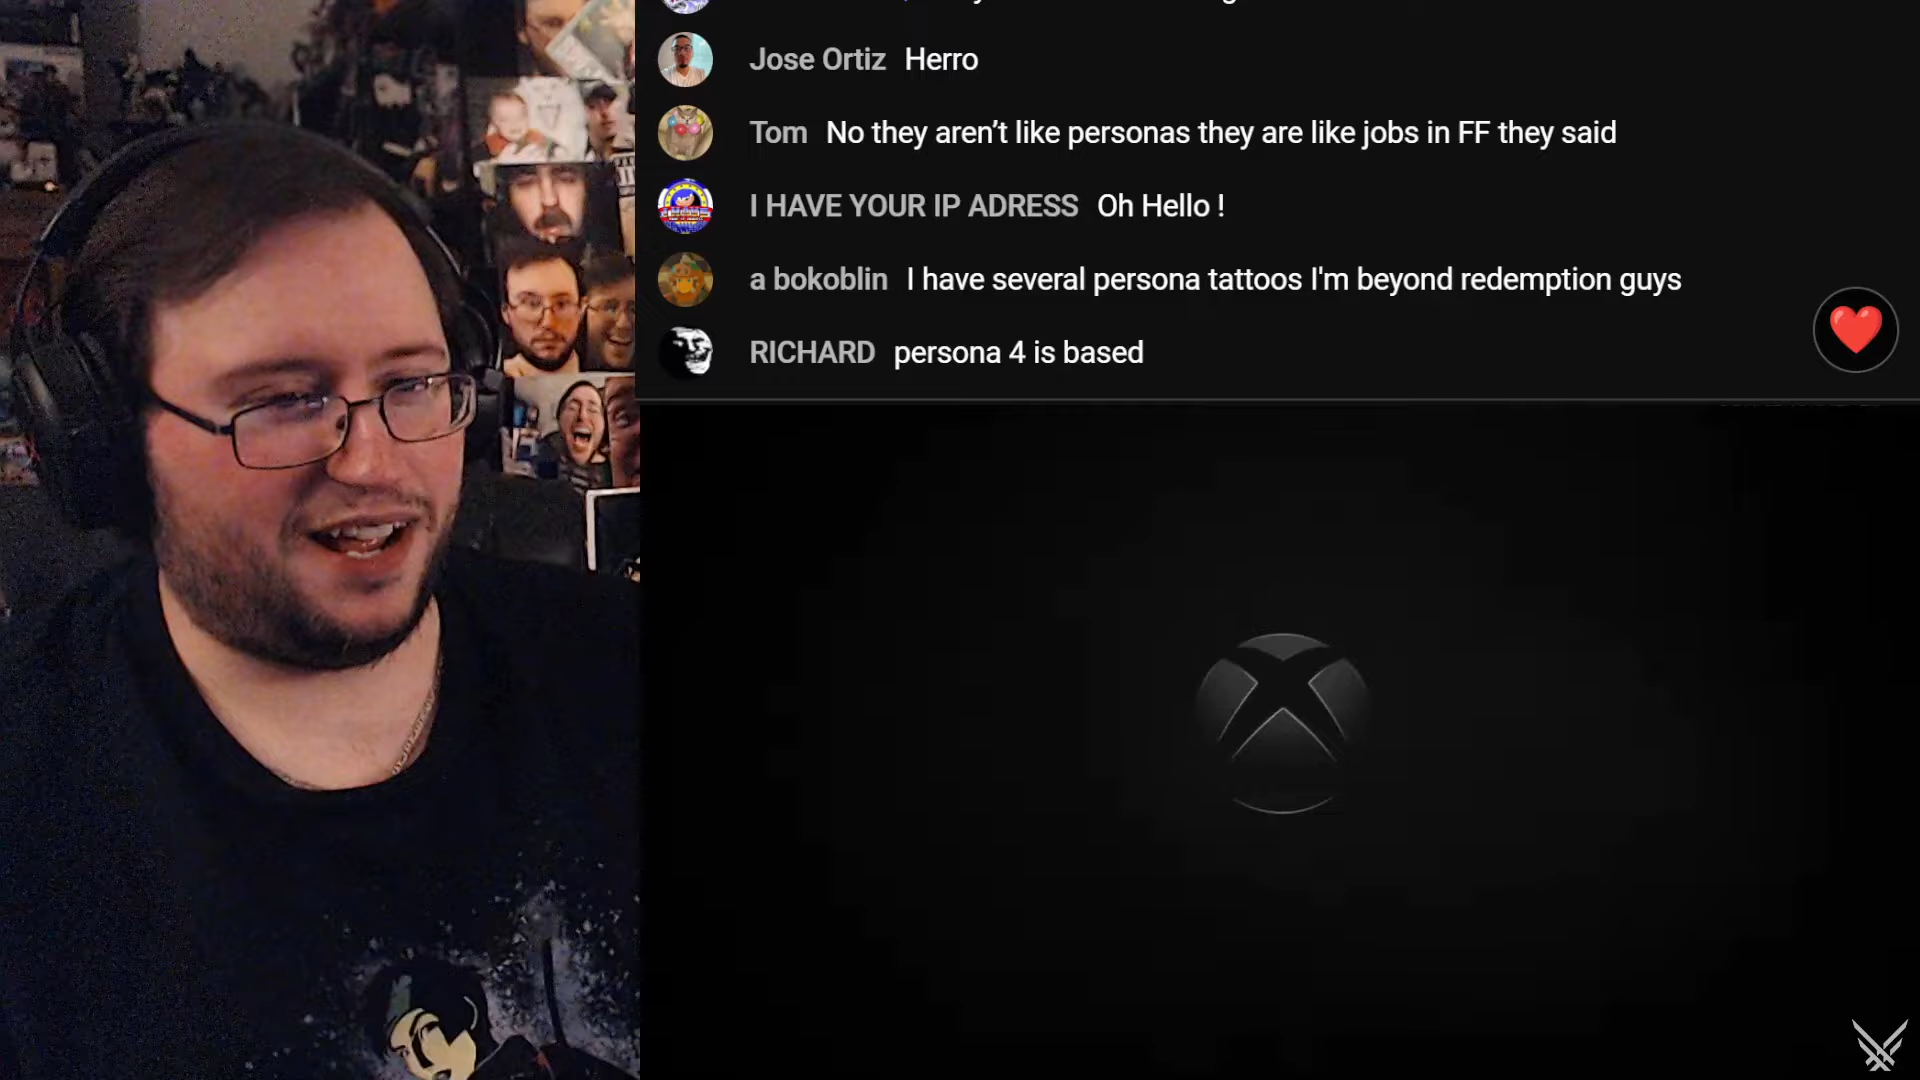 Jose Ortiz Herro
Tom No they aren’t like personas they are like jobs in FF they said
I HAVE YOUR IP ADRESS Oh Hello !
a bokoblin I have several persona tattoos I'm beyond redemption guys
RICHARD persona 4 is based